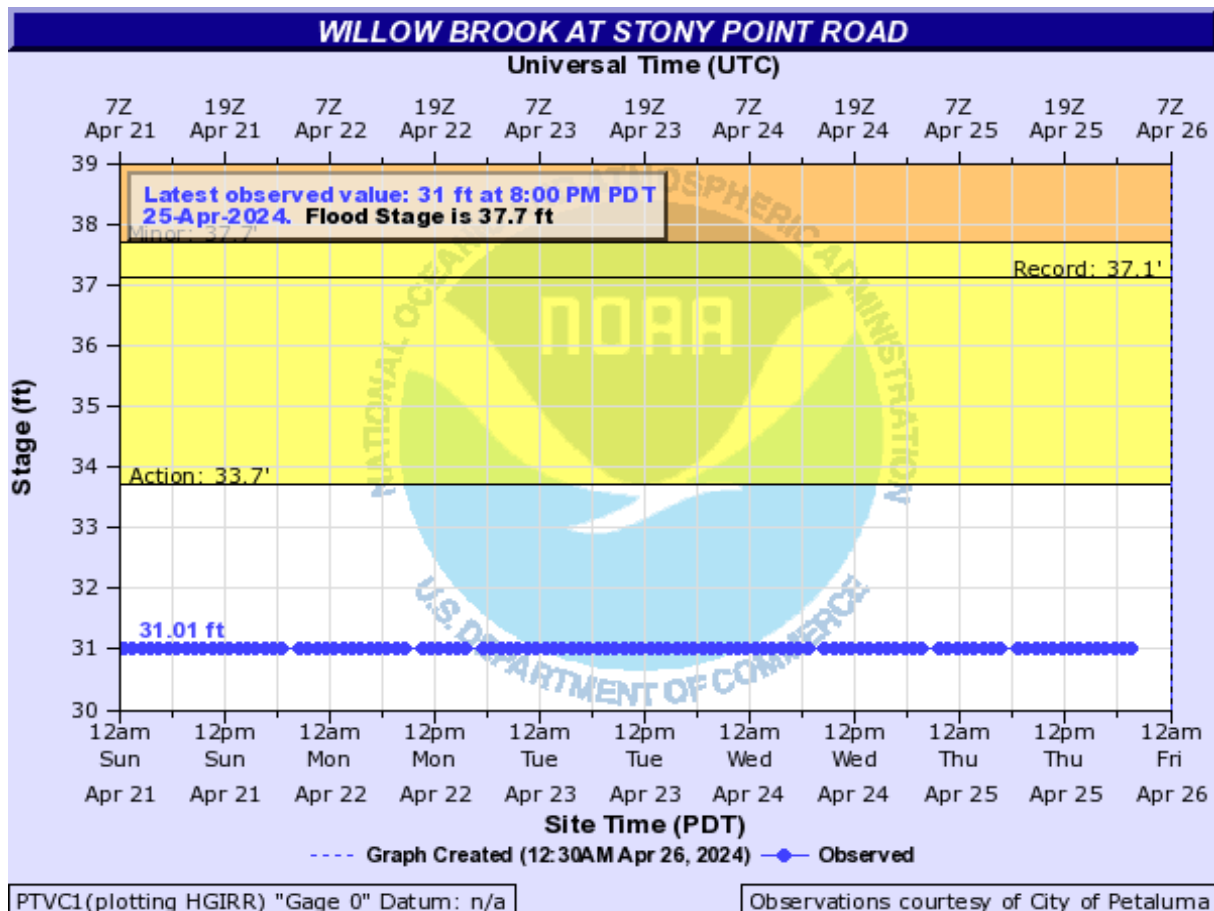 WILLOW BROOK AT STONY POINT ROAD
Universal Time (UTC)
7Z 19Z 7Z 19Z 7Z 19Z 7Z 19Z 7Z 19Z 7Z
Apr 21 Apr 21 Apr 22 Apr 22 Apr 23 Apr 23 Apr 24 Apr 24 Apr 25 Apr 25 Apr 26
Latest observed value: 31 ft at 8:00 PM PDT
25-Apr-2024. Flood Stage is 37.7 ft
Minor: 37.7'
Record: 37.1'
Action: 33.7'
31.01 ft
NATIONAL OCEANIC AND ATMOSPHERIC ADMINISTRATION
NOAA
U.S. DEPARTMENT OF COMMERCE
Stage (ft)
39
38
37
36
35
34
33
32
31
30
12am 12pm 12am 12pm 12am 12pm 12am 12pm 12am 12pm 12am
Sun Sun Mon Mon Tue Tue Wed Wed Thu Thu Fri
Apr 21 Apr 21 Apr 22 Apr 22 Apr 23 Apr 23 Apr 24 Apr 24 Apr 25 Apr 25 Apr 26
Site Time (PDT)
Graph Created (12:30AM Apr 26, 2024) Observed
PTVC1(plotting HGIRR) "Gage 0" Datum: n/a
Observations courtesy of City of Petaluma